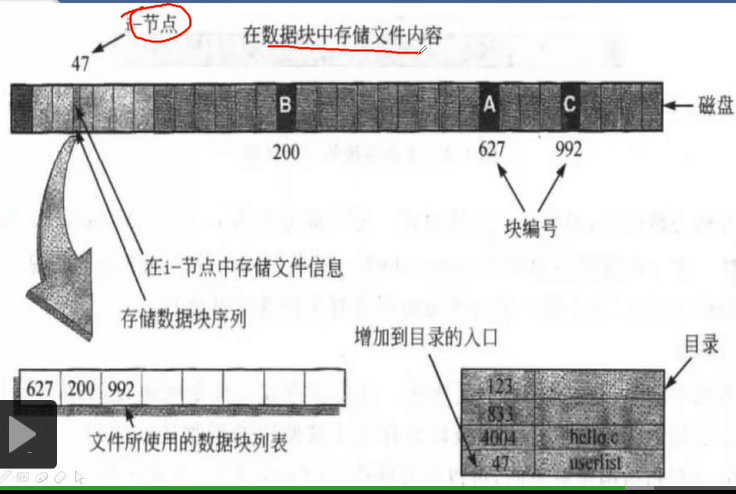 i-节点
在数据块中存储文件内容
47
B
A
C
磁盘
200
627
992
块编号
在i-节点中存储文件信息
存储数据块序列
增加到目录的入口
目录
627 200 992
123
833
4004 hello.c
47 userlist
文件所使用的数据块列表